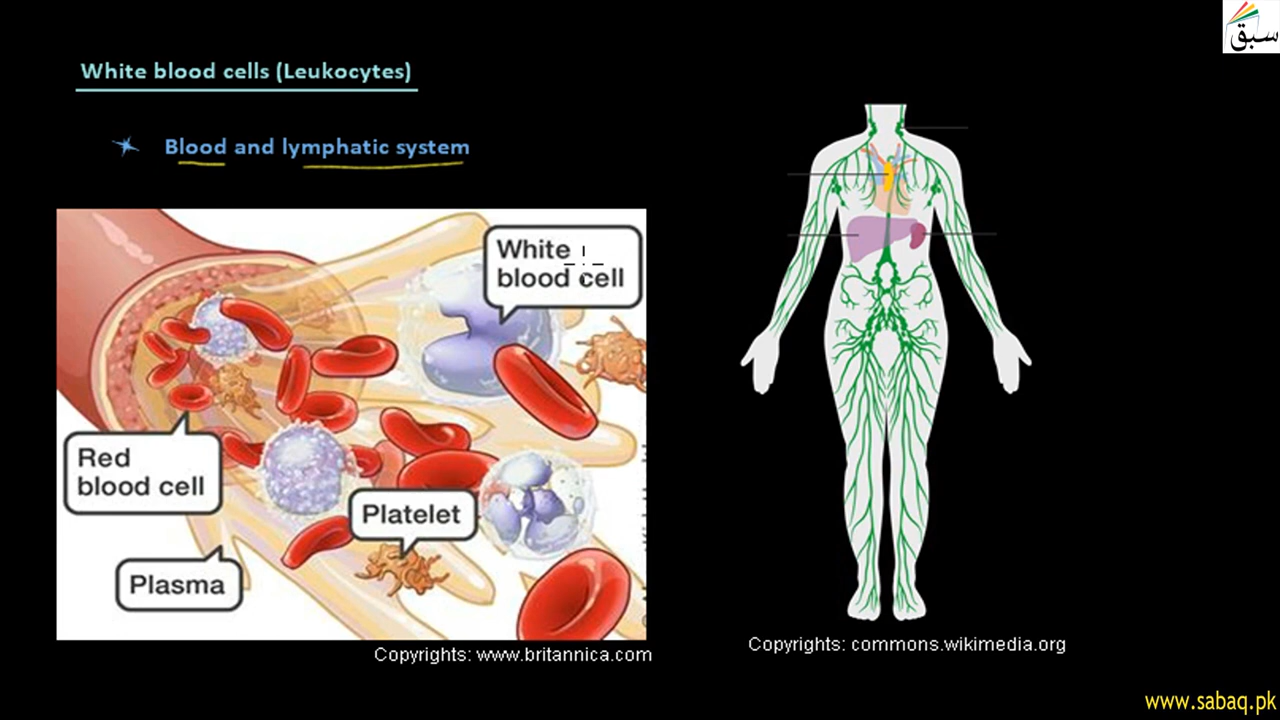 سبق
White blood cells (Leukocytes)
Blood and lymphatic system
White
blood cell
Red
blood cell
Platelet
Plasma
Copyrights: www.britannica.com
Copyrights: commons.wikimedia.org
www.sabaq.pk